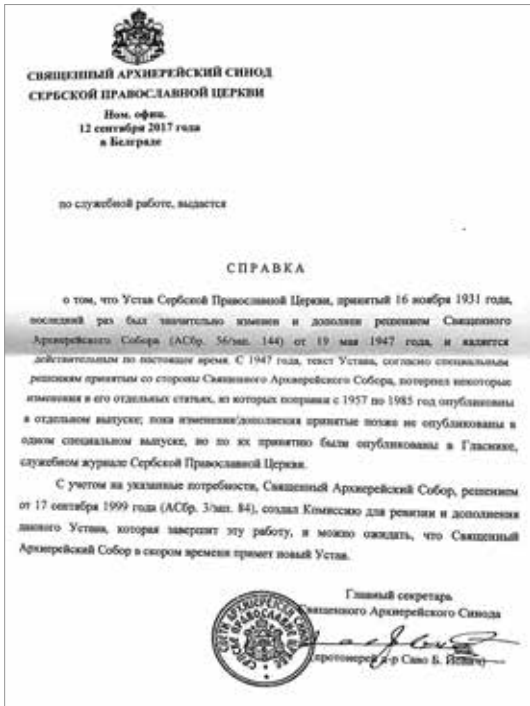 СВЯЩЕННЫЙ АРХИЕРЕЙСКИЙ СИНОД
СЕРБСКОЙ ПРАВОСЛАВНОЙ ЦЕРКВИ
Ном. офиц.
12 сентября 2017 года
в Белграде
по служебной работе, выдается
СПРАВКА
о том, что Устав Сербской Православной Церкви, принятый 16 ноября 1931 года,
последний раз был значительно изменен и дополнен решением Священного
Архиерейского Собора (АСбр. 56/зап. 144) от 19 мая 1947 года, и является
действительным по настоящее время. С 1947 года, текст Устава, согласно специальным
решениям принятым со стороны Священного Архиерейского Собора, потерпел некоторые
изменения в его отдельных статьях, из которых поправки с 1957 по 1985 год опубликованы
в отдельном выпуске; пока изменения/дополнения принятые позже не опубликованы в
одном специальном выпуске, но по их принятию были опубликованы в Гласнике,
служебном журнале Сербской Православной Церкви.
С учетом на указанные потребности, Священный Архиерейский Собор, решением
от 17 сентября 1999 года (АСбр. 3/зап. 84), создал Комиссию для ревизии и дополнения
данного Устава, которая завершит эту работу, и можно ожидать, что Священный
Архиерейский Собор в скором времени примет новый Устав.
Главный секретарь
Священного Архиерейского Синода
(протоиерей д-р Саво Б. Йович)